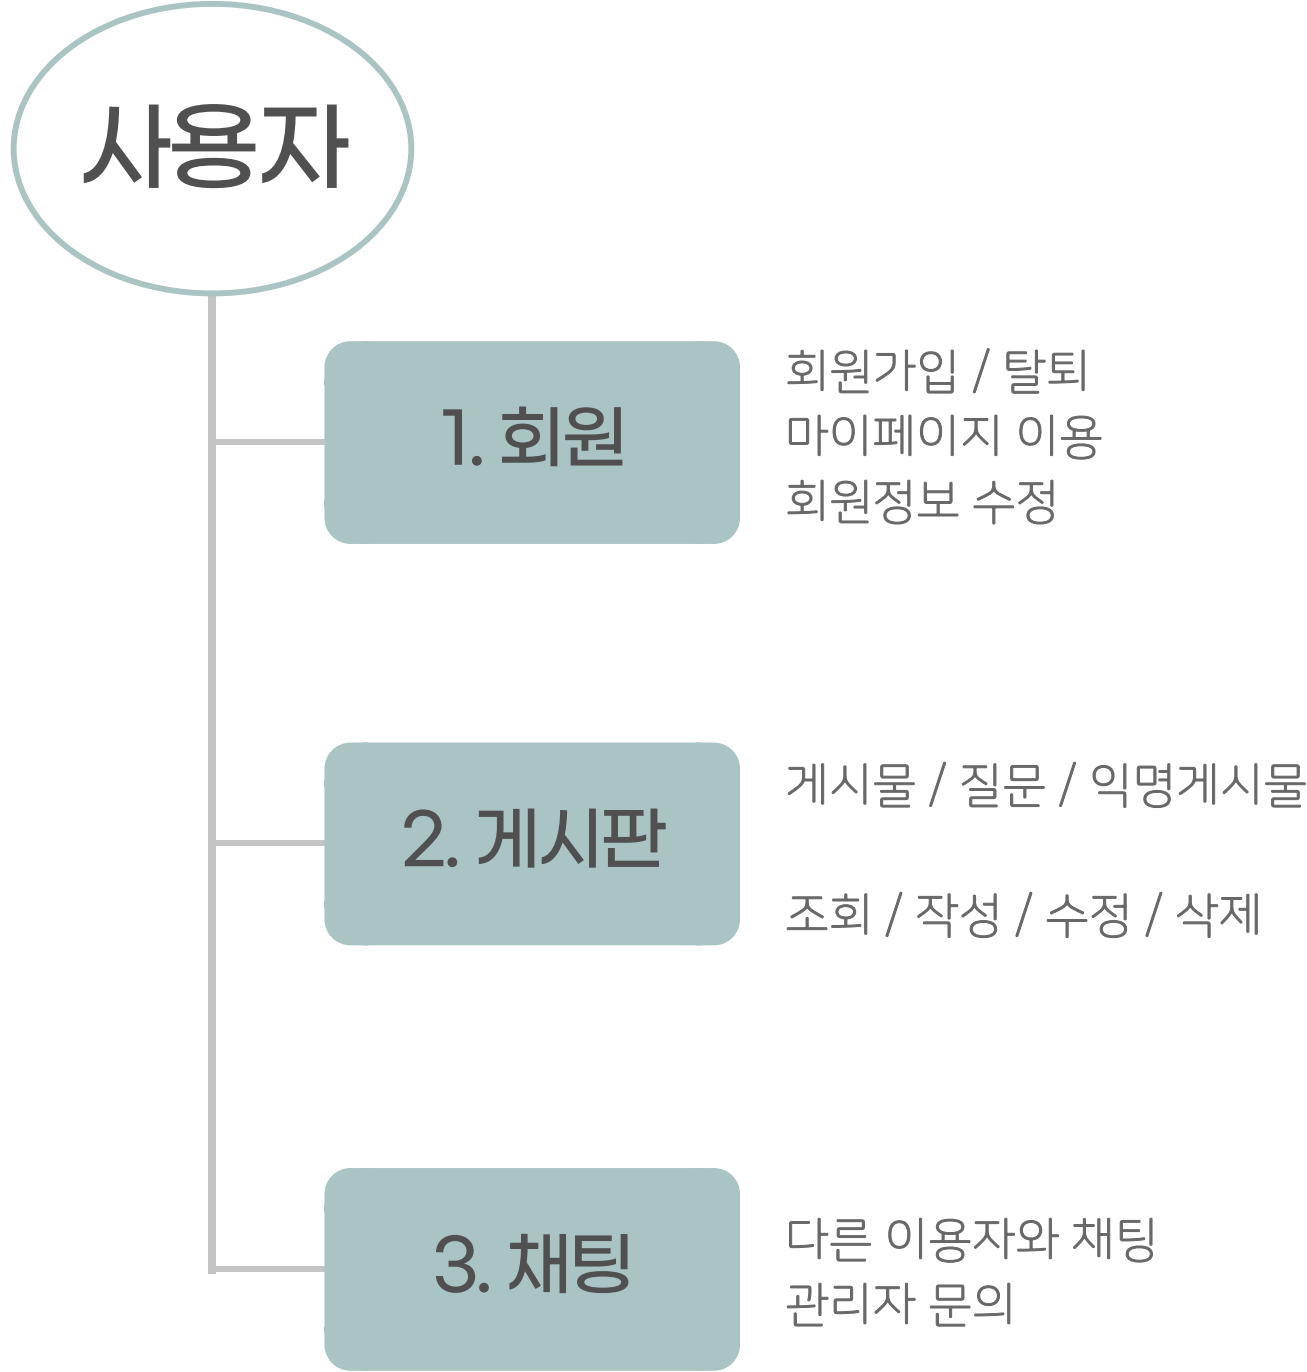 사용자
1. 회원
회원가입 / 탈퇴
마이페이지 이용
회원정보 수정
2. 게시판
게시물 / 질문 / 익명게시물
조회 / 작성 / 수정 / 삭제
3. 채팅
다른 이용자와 채팅
관리자 문의